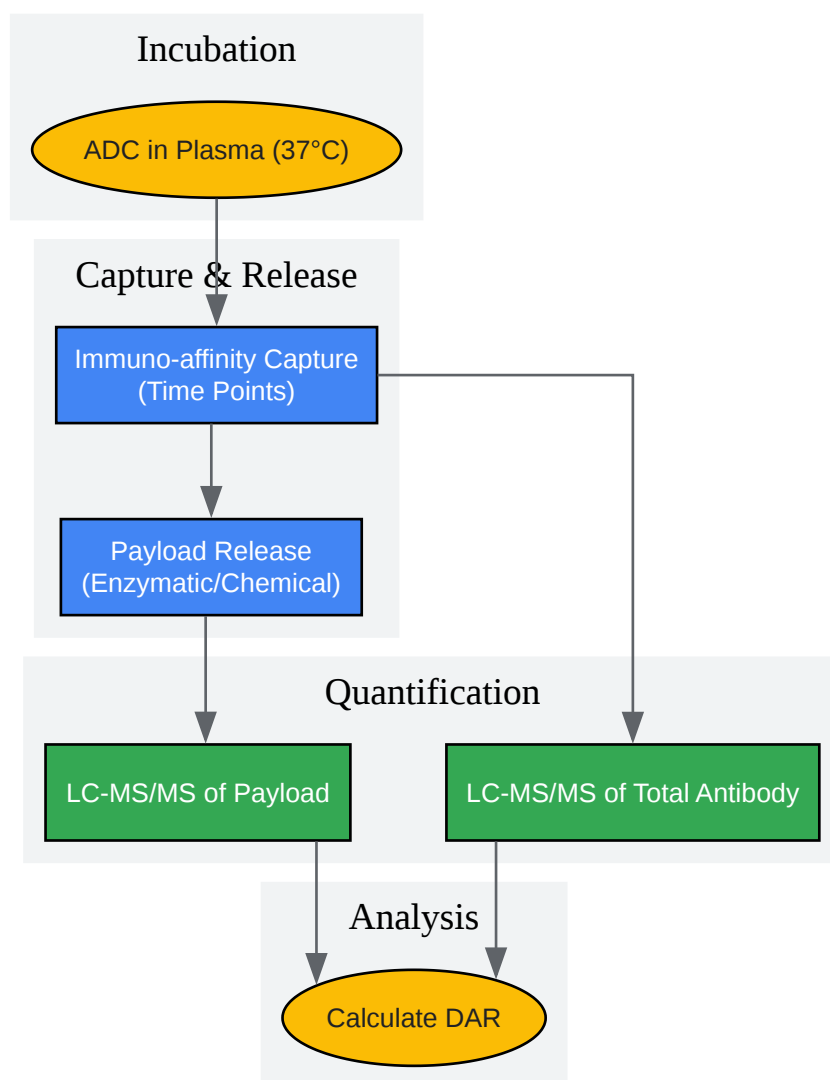 Incubation
ADC in Plasma (37°C)
Capture & Release
Immuno-affinity Capture
(Time Points)
Payload Release
(Enzymatic/Chemical)
Quantification
LC-MS/MS of Payload
LC-MS/MS of Total Antibody
Analysis
Calculate DAR